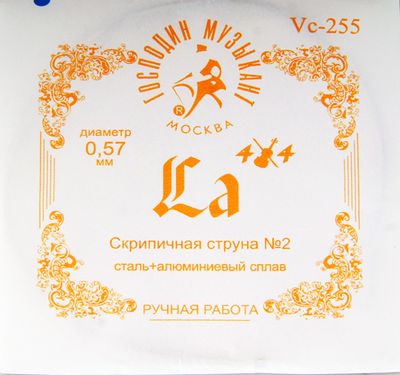 Vc-255
ГОСПОДИН МУЗЫКАНТ
®
МОСКВА
диаметр
0,57
мм
La 4 4
Скрипичная струна №2
сталь+алюминиевый сплав
РУЧНАЯ РАБОТА